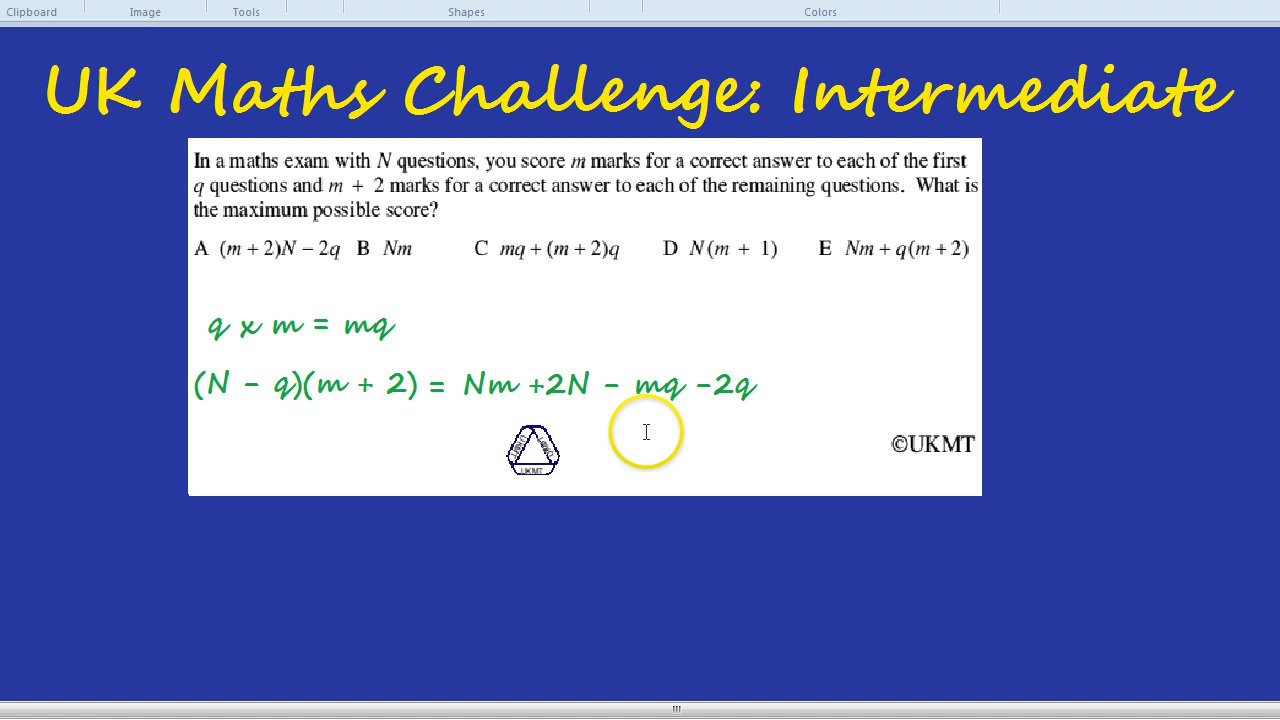 Clipboard Image Tools Shapes Colors
UK Maths Challenge: Intermediate
In a maths exam with N questions, you score m marks for a correct answer to each of the first
q questions and m + 2 marks for a correct answer to each of the remaining questions. What is
the maximum possible score?
A (m + 2)N − 2q B Nm C mq + (m + 2)q D N(m + 1) E Nm + q(m + 2)
q x m = mq
(N - q)(m + 2) = Nm +2N - mq -2q
UKMT UKMT
UKMT
©UKMT